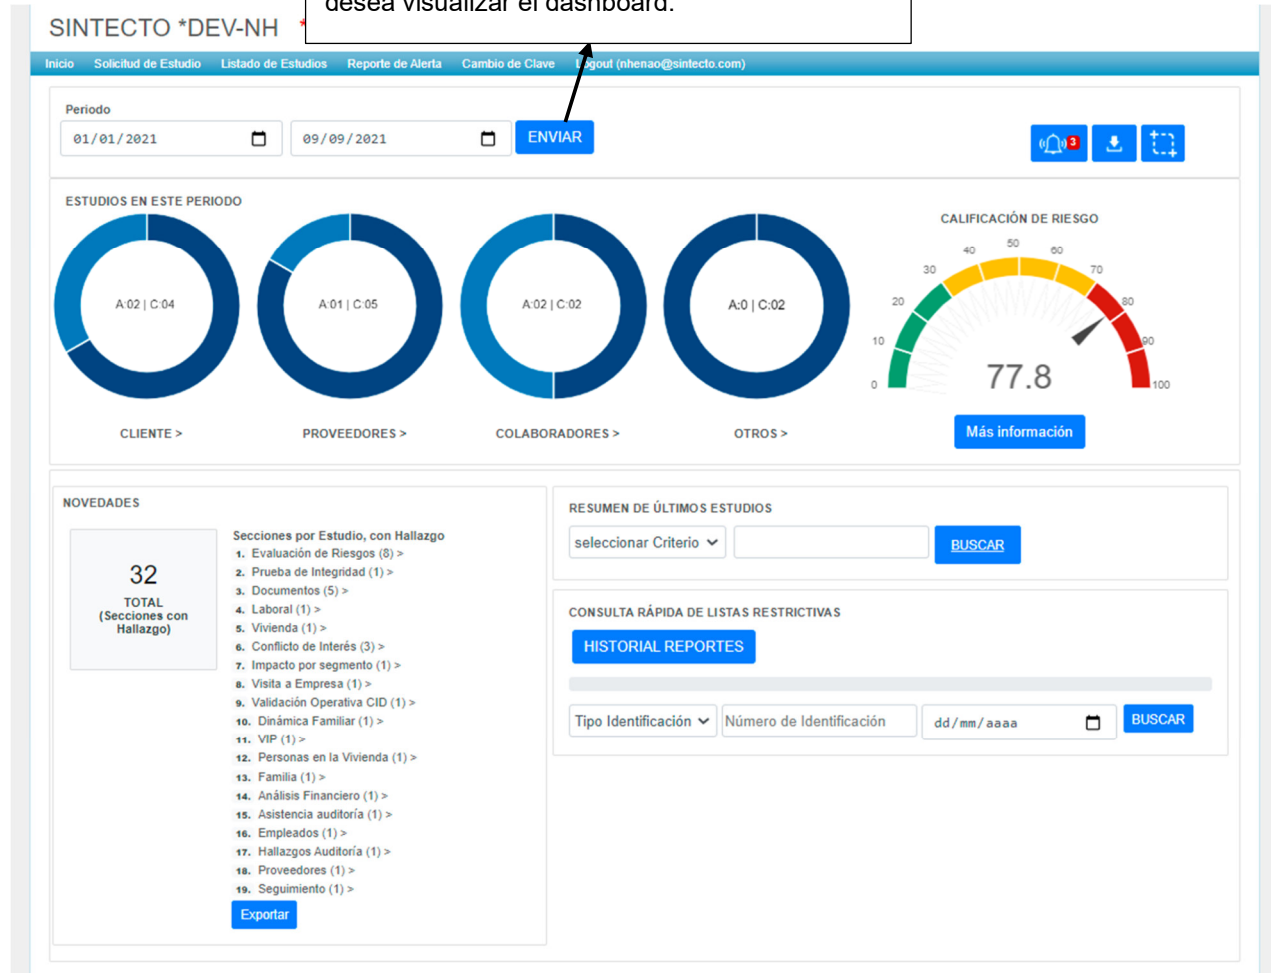 desea visualizar el dashboard.
SINTECTO *DEV-NH *
Inicio Solicitud de Estudio Listado de Estudios Reporte de Alerta Cambio de Clave Logout (nhenao@sintecto.com)
Periodo
01/01/2021 09/09/2021 ENVIAR
3
ESTUDIOS EN ESTE PERIODO
A:02 | C:04
A:01 | C:05
A:02 | C:02
A:0 | C:02
CLIENTE >
PROVEEDORES >
COLABORADORES >
OTROS >
CALIFICACIÓN DE RIESGO
0
10
20
30
40
50
60
70
80
90
100
77.8
Más información
NOVEDADES
32
TOTAL
(Secciones con
Hallazgo)
Secciones por Estudio, con Hallazgo
1. Evaluación de Riesgos (8) >
2. Prueba de Integridad (1) >
3. Documentos (5) >
4. Laboral (1) >
5. Vivienda (1) >
6. Conflicto de Interés (3) >
7. Impacto por segmento (1) >
8. Visita a Empresa (1) >
9. Validación Operativa CID (1) >
10. Dinámica Familiar (1) >
11. VIP (1) >
12. Personas en la Vivienda (1) >
13. Familia (1) >
14. Análisis Financiero (1) >
15. Asistencia auditoría (1) >
16. Empleados (1) >
17. Hallazgos Auditoría (1) >
18. Proveedores (1) >
19. Seguimiento (1) >
Exportar
RESUMEN DE ÚLTIMOS ESTUDIOS
seleccionar Criterio BUSCAR
CONSULTA RÁPIDA DE LISTAS RESTRICTIVAS
HISTORIAL REPORTES
Tipo Identificación Número de Identificación dd/mm/aaaa BUSCAR